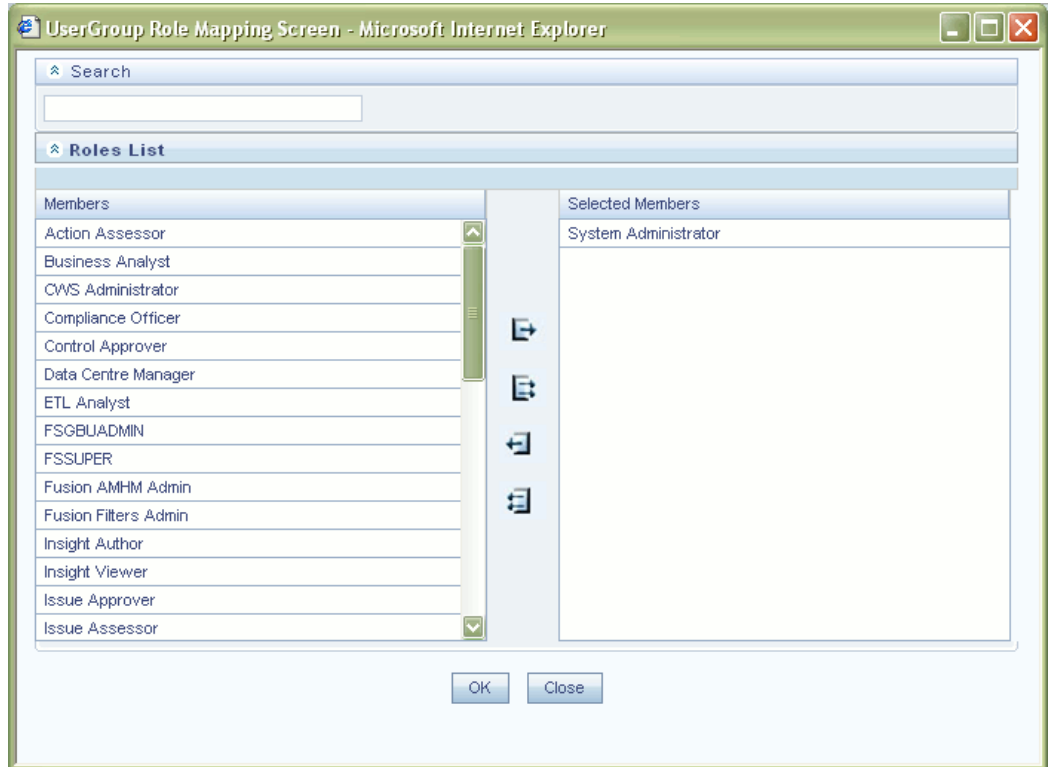 UserGroup Role Mapping Screen - Microsoft Internet Explorer
Search
Roles List
Members
Selected Members
Action Assessor
System Administrator
Business Analyst
CWS Administrator
Compliance Officer
Control Approver
Data Centre Manager
ETL Analyst
FSGBUADMIN
FSSUPER
Fusion AMHM Admin
Fusion Filters Admin
Insight Author
Insight Viewer
Issue Approver
Issue Assessor
OK
Close